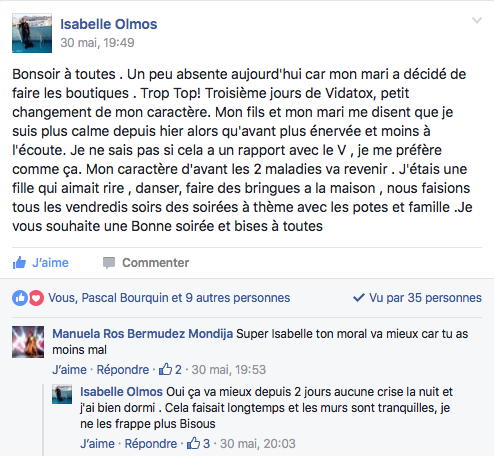 Isabelle Olmos
30 mai, 19:49
Bonsoir à toutes . Un peu absente aujourd'hui car mon mari a décidé de
faire les boutiques . Trop Top! Troisième jours de Vidatox, petit
changement de mon caractère. Mon fils et mon mari me disent que je
suis plus calme depuis hier alors qu'avant plus énervée et moins à
l'écoute. Je ne sais pas si cela a un rapport avec le V , je me préfère
comme ça. Mon caractère d'avant les 2 maladies va revenir . J'étais une
fille qui aimait rire , danser, faire des bringues a la maison , nous faisions
tous les vendredis soirs des soirées à thème avec les potes et famille .Je
vous souhaite une Bonne soirée et bises à toutes
J'aime Commenter
Vous, Pascal Bourquin et 9 autres personnes Vu par 35 personnes
Manuela Ros Bermudez Mondija Super Isabelle ton moral va mieux car tu as
moins mal
J'aime · Répondre · 2 · 30 mai, 19:53
Isabelle Olmos Oui ça va mieux depuis 2 jours aucune crise la nuit et
j'ai bien dormi . Cela faisait longtemps et les murs sont tranquilles, je
ne les frappe plus Bisous
J'aime · Répondre · 3 · 30 mai, 20:03